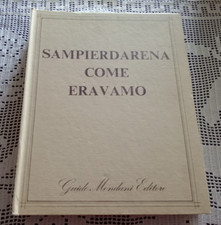 SAMPIERDARENA
COME
ERAVAMO
Guido Mondani Editore